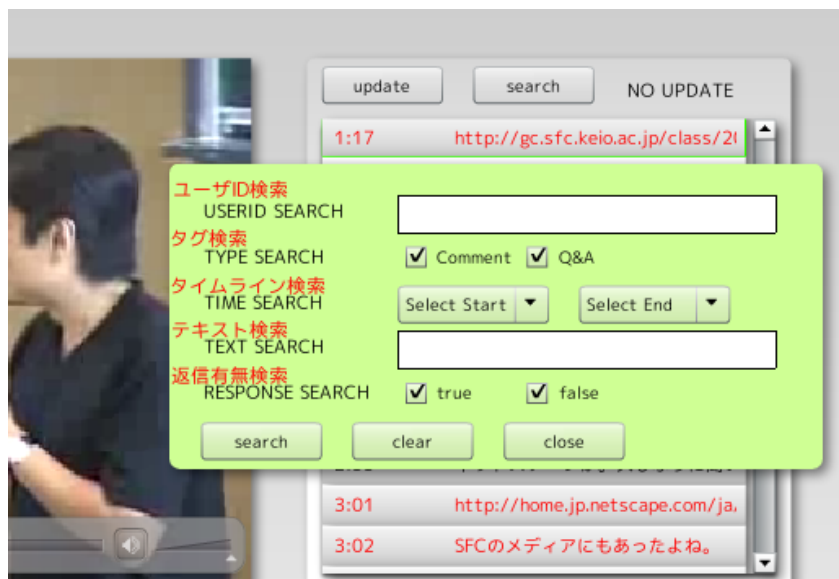 update search NO UPDATE
1:17 http://gc.sfc.keio.ac.jp/class/20
ユーザID検索
USERID SEARCH
タグ検索
TYPE SEARCH Comment Q&A
タイムライン検索
TIME SEARCH Select Start Select End
テキスト検索
TEXT SEARCH
返信有無検索
RESPONSE SEARCH true false
search clear close
3:01 http://home.jp.netscape.com/ja.
3:02 SFCのメディアにもあったよね。